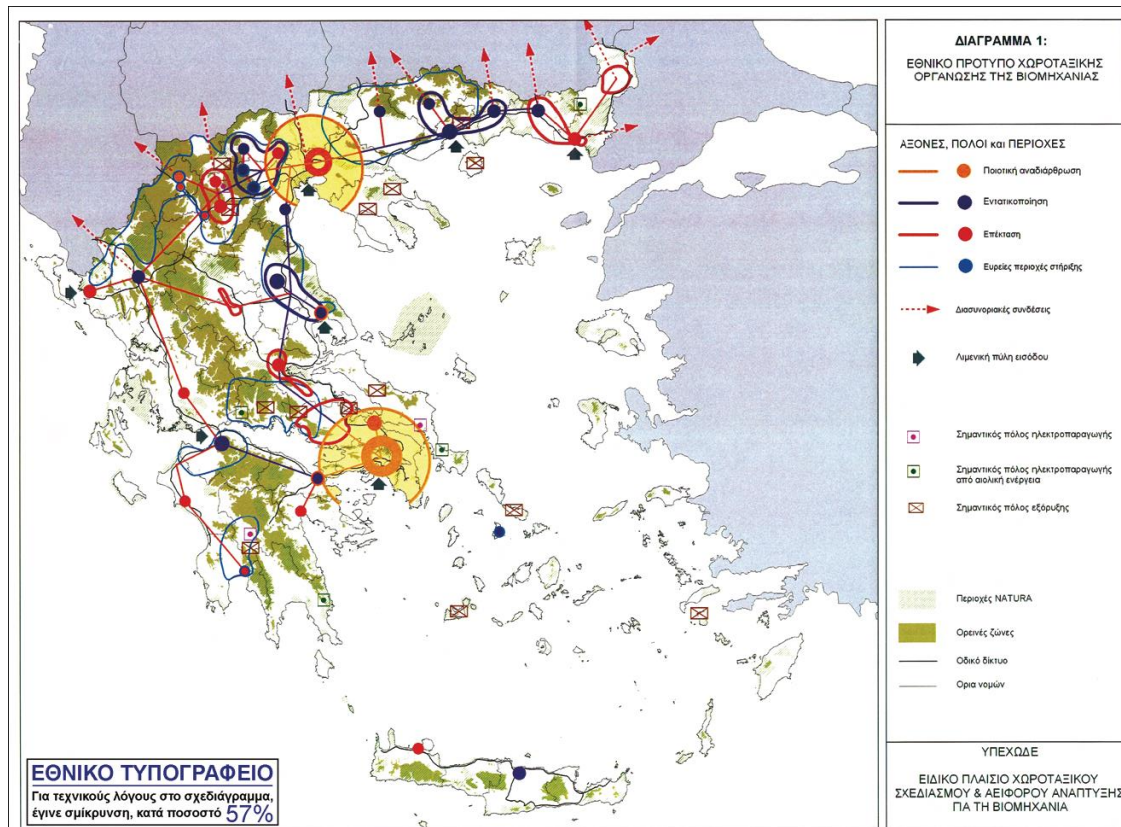 ΔΙΑΓΡΑΜΜΑ 1:
ΕΘΝΙΚΟ ΠΡΟΤΥΠΟ ΧΩΡΟΤΑΞΙΚΗΣ
ΟΡΓΑΝΩΣΗΣ ΤΗΣ ΒΙΟΜΗΧΑΝΙΑΣ
ΑΞΟΝΕΣ, ΠΟΛΟΙ και ΠΕΡΙΟΧΕΣ
Ποιοτική αναδιάρθρωση
Εντατικοποίηση
Επέκταση
Ευρείες περιοχές στήριξης
Διασυνοριακές συνδέσεις
Λιμενική πύλη εισόδου
Σημαντικός πόλος ηλεκτροπαραγωγής
Σημαντικός πόλος ηλεκτροπαραγωγής
από αιολική ενέργεια
Σημαντικός πόλος εξόρυξης
Περιοχές NATURA
Ορεινές ζώνες
Οδικό δίκτυο
Ορια νομών
ΥΠΕΧΩΔΕ
ΕΙΔΙΚΟ ΠΛΑΙΣΙΟ ΧΩΡΟΤΑΞΙΚΟΥ
ΣΧΕΔΙΑΣΜΟΥ & ΑΕΙΦΟΡΟΥ ΑΝΑΠΤΥΞΗΣ
ΓΙΑ ΤΗ ΒΙΟΜΗΧΑΝΙΑ
ΕΘΝΙΚΟ ΤΥΠΟΓΡΑΦΕΙΟ
Για τεχνικούς λόγους στο σχεδιάγραμμα,
έγινε σμίκρυνση, κατά ποσοστό 57%